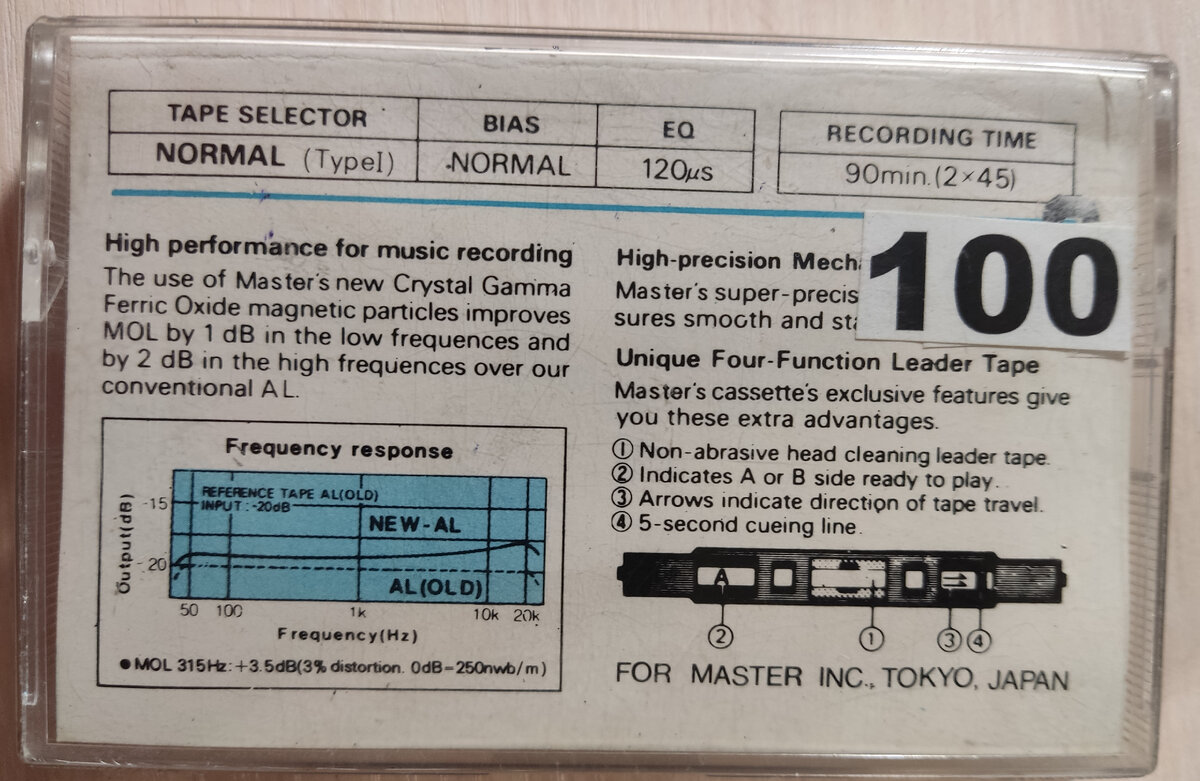 TAPE SELECTOR BIAS EQ RECORDING TIME
NORMAL (TypeI) NORMAL 120μs 90min.(2×45)
High performance for music recording
The use of Master's new Crystal Gamma
Ferric Oxide magnetic particles improves
MOL by 1 dB in the low frequences and
by 2 dB in the high frequences over our
conventional AL.
Frequency response
Output(dB)
-15
-20
REFERENCE TAPE AL(OLD)
INPUT: -20dB
NEW-AL
AL(OLD)
50 100 1k 10k 20k
Frequency(Hz)
● MOL 315Hz: +3.5dB(3% distortion. 0dB=250nwb/m)
High-precision Mech
100
Master's super-precis
sures smooth and sta
Unique Four-Function Leader Tape
Master's cassette's exclusive features give
you these extra advantages.
① Non-abrasive head cleaning leader tape.
② Indicates A or B side ready to play.
③ Arrows indicate direction of tape travel.
④ 5-second cueing line.
A
② ① ③ ④
FOR MASTER INC., TOKYO, JAPAN